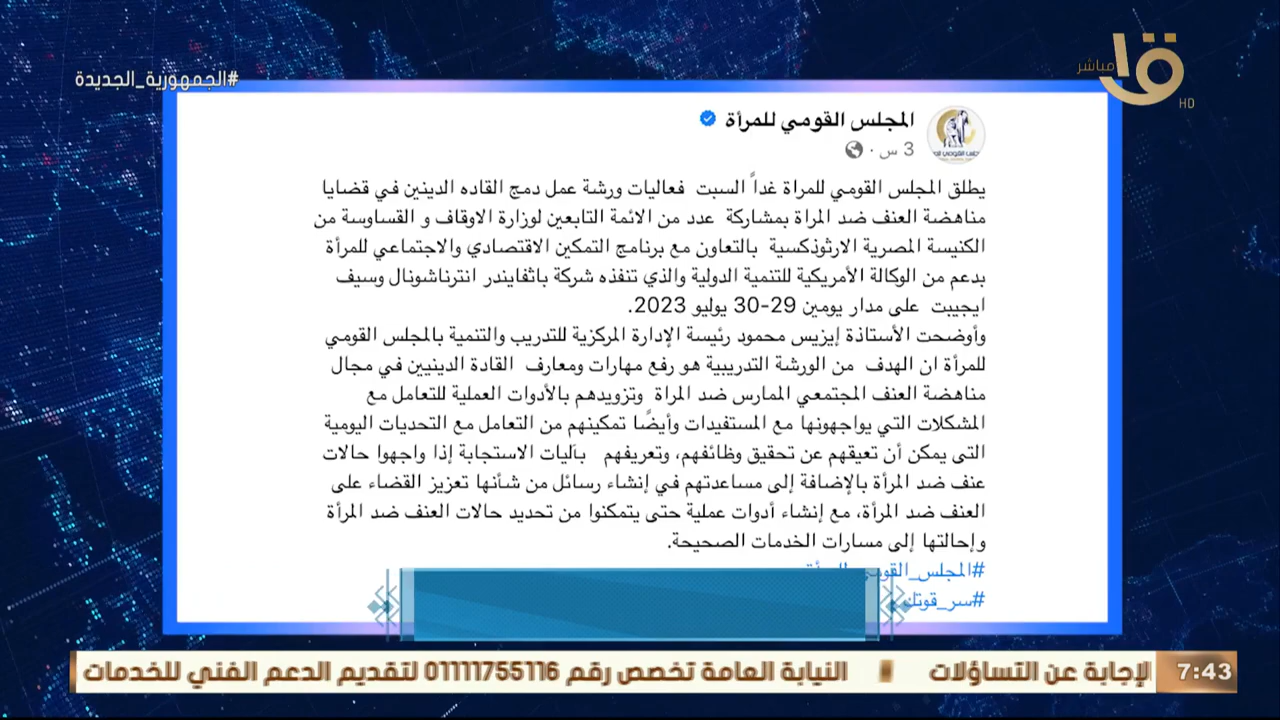 #الجمهورية_الجديدة
مباشر
HD
المجلس القومي للمرأة
3 س ·
يطلق المجلس القومي للمراة غداً السبت فعاليات ورشة عمل دمج القاده الدينين في قضايا
مناهضة العنف ضد المراة بمشاركة عدد من الائمة التابعين لوزارة الاوقاف و القساوسة من
الكنيسة المصرية الارثوذكسية بالتعاون مع برنامج التمكين الاقتصادي والاجتماعي للمرأة
بدعم من الوكالة الأمريكية للتنمية الدولية والذي تنفذه شركة باثفايندر انترناشونال وسيف
ايجيبت على مدار يومين 29-30 يوليو 2023.
وأوضحت الأستاذة إيزيس محمود رئيسة الإدارة المركزية للتدريب والتنمية بالمجلس القومي
للمرأة ان الهدف من الورشة التدريبية هو رفع مهارات ومعارف القادة الدينيين في مجال
مناهضة العنف المجتمعي الممارس ضد المراة وتزويدهم بالأدوات العملية للتعامل مع
المشكلات التي يواجهونها مع المستفيدات وأيضًا تمكينهم من التعامل مع التحديات اليومية
التى يمكن أن تعيقهم عن تحقيق وظائفهم، وتعريفهم بآليات الاستجابة إذا واجهوا حالات
عنف ضد المرأة بالإضافة إلى مساعدتهم في إنشاء رسائل من شأنها تعزيز القضاء على
العنف ضد المرأة، مع إنشاء أدوات عملية حتى يتمكنوا من تحديد حالات العنف ضد المرأة
وإحالتها إلى مسارات الخدمات الصحيحة.
#المجلس_القومي_للمرأة
#سر_قوتك
7:43
الإجابة عن التساؤلات
النيابة العامة تخصص رقم 01111755116 لتقديم الدعم الفني للخدمات